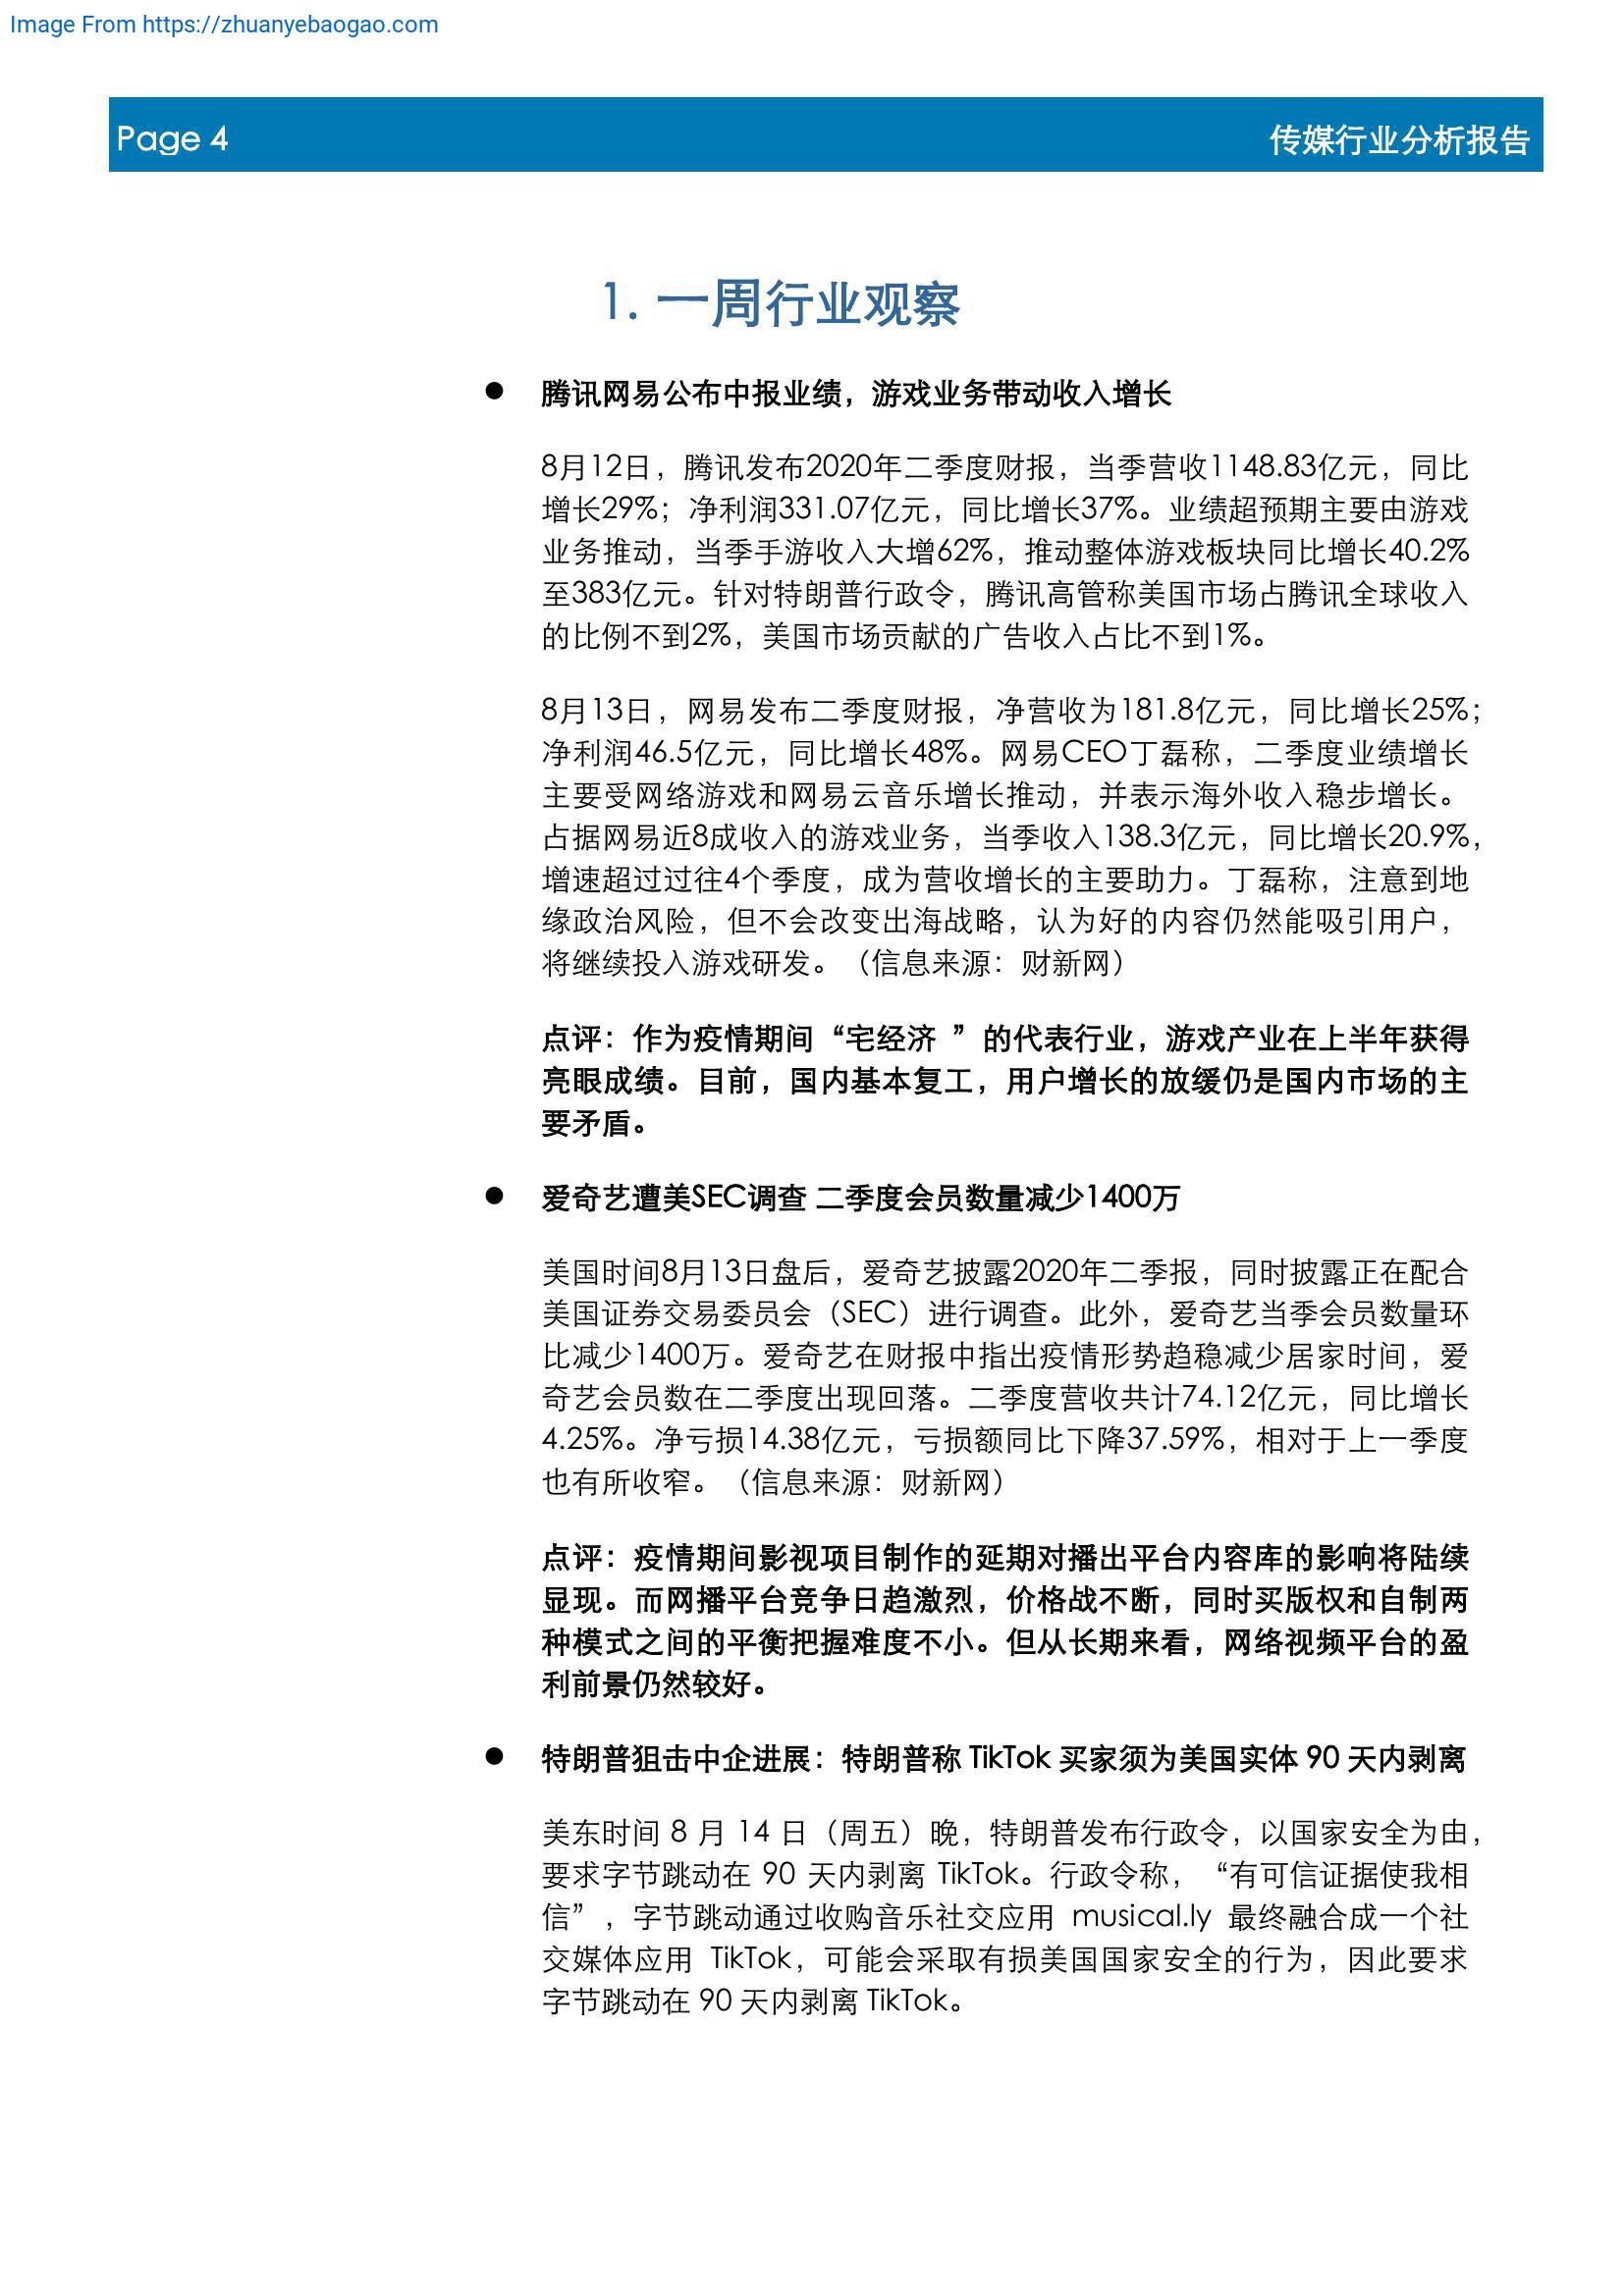 Image From https://zhuanyebaogao.com
Page 4
传媒行业分析报告
1. 一周行业观察
● 腾讯网易公布中报业绩，游戏业务带动收入增长
8月12日，腾讯发布2020年二季度财报，当季营收1148.83亿元，同比
增长29%；净利润331.07亿元，同比增长37%。业绩超预期主要由游戏
业务推动，当季手游收入大增62%，推动整体游戏板块同比增长40.2%
至383亿元。针对特朗普行政令，腾讯高管称美国市场占腾讯全球收入
的比例不到2%，美国市场贡献的广告收入占比不到1%。
8月13日，网易发布二季度财报，净营收为181.8亿元，同比增长25%；
净利润46.5亿元，同比增长48%。网易CEO丁磊称，二季度业绩增长
主要受网络游戏和网易云音乐增长推动，并表示海外收入稳步增长。
占据网易近8成收入的游戏业务，当季收入138.3亿元，同比增长20.9%，
增速超过过往4个季度，成为营收增长的主要助力。丁磊称，注意到地
缘政治风险，但不会改变出海战略，认为好的内容仍然能吸引用户，
将继续投入游戏研发。（信息来源：财新网）
点评：作为疫情期间“宅经济 ”的代表行业，游戏产业在上半年获得
亮眼成绩。目前，国内基本复工，用户增长的放缓仍是国内市场的主
要矛盾。
● 爱奇艺遭美SEC调查 二季度会员数量减少1400万
美国时间8月13日盘后，爱奇艺披露2020年二季报，同时披露正在配合
美国证券交易委员会（SEC）进行调查。此外，爱奇艺当季会员数量环
比减少1400万。爱奇艺在财报中指出疫情形势趋稳减少居家时间，爱
奇艺会员数在二季度出现回落。二季度营收共计74.12亿元，同比增长
4.25%。净亏损14.38亿元，亏损额同比下降37.59%，相对于上一季度
也有所收窄。（信息来源：财新网）
点评：疫情期间影视项目制作的延期对播出平台内容库的影响将陆续
显现。而网播平台竞争日趋激烈，价格战不断，同时买版权和自制两
种模式之间的平衡把握难度不小。但从长期来看，网络视频平台的盈
利前景仍然较好。
● 特朗普狙击中企进展：特朗普称 TikTok 买家须为美国实体 90 天内剥离
美东时间 8 月 14 日（周五）晚，特朗普发布行政令，以国家安全为由，
要求字节跳动在 90 天内剥离 TikTok。行政令称，“有可信证据使我相
信”，字节跳动通过收购音乐社交应用 musical.ly 最终融合成一个社
交媒体应用 TikTok，可能会采取有损美国国家安全的行为，因此要求
字节跳动在 90 天内剥离 TikTok。